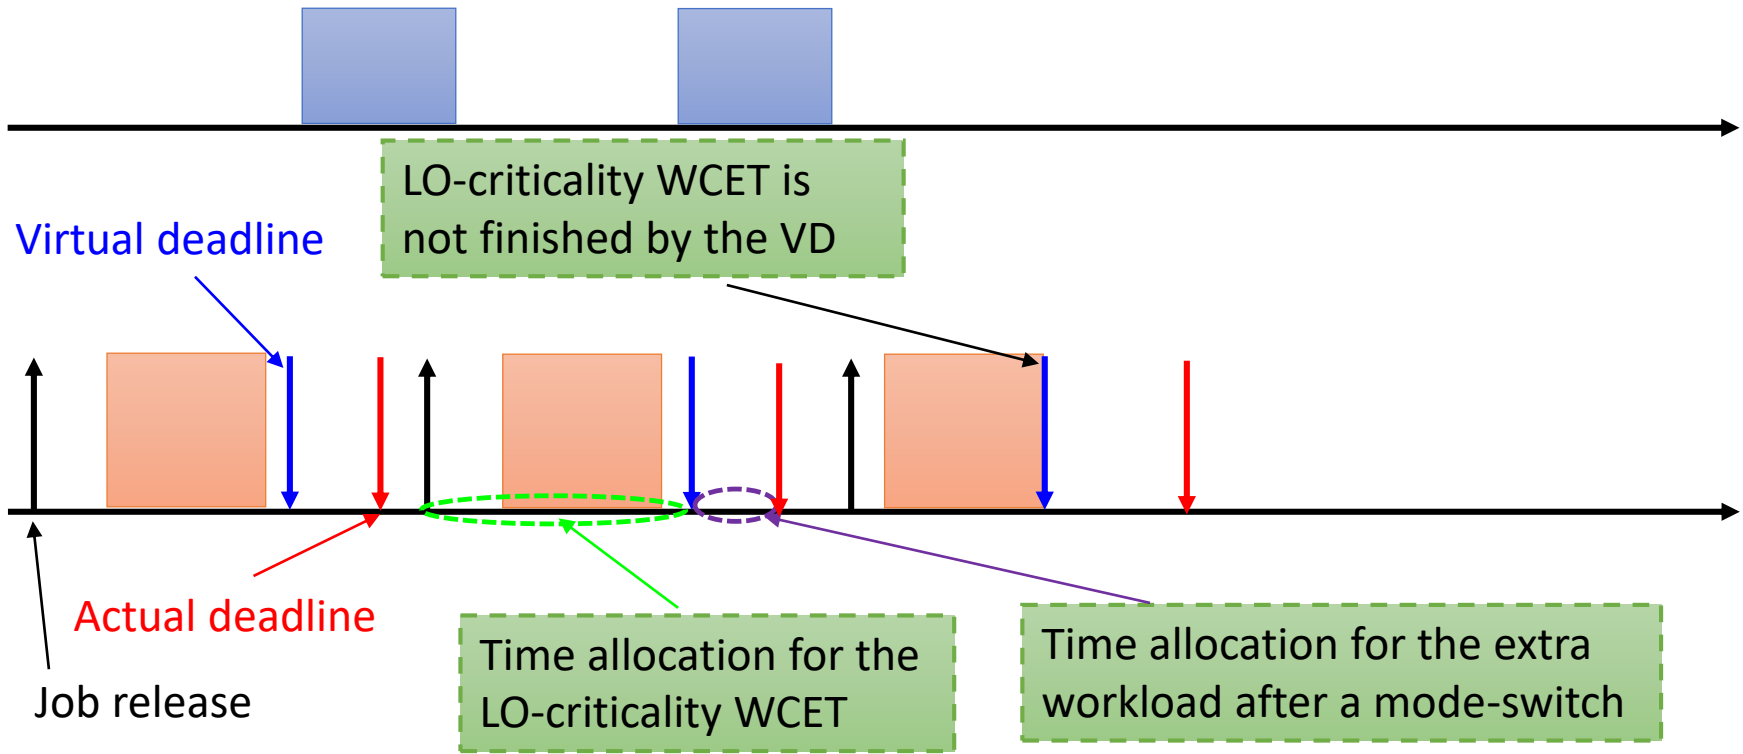 LO-criticality WCET is
not finished by the VD
Virtual deadline
Actual deadline
Job release
Time allocation for the
LO-criticality WCET
Time allocation for the extra
workload after a mode-switch